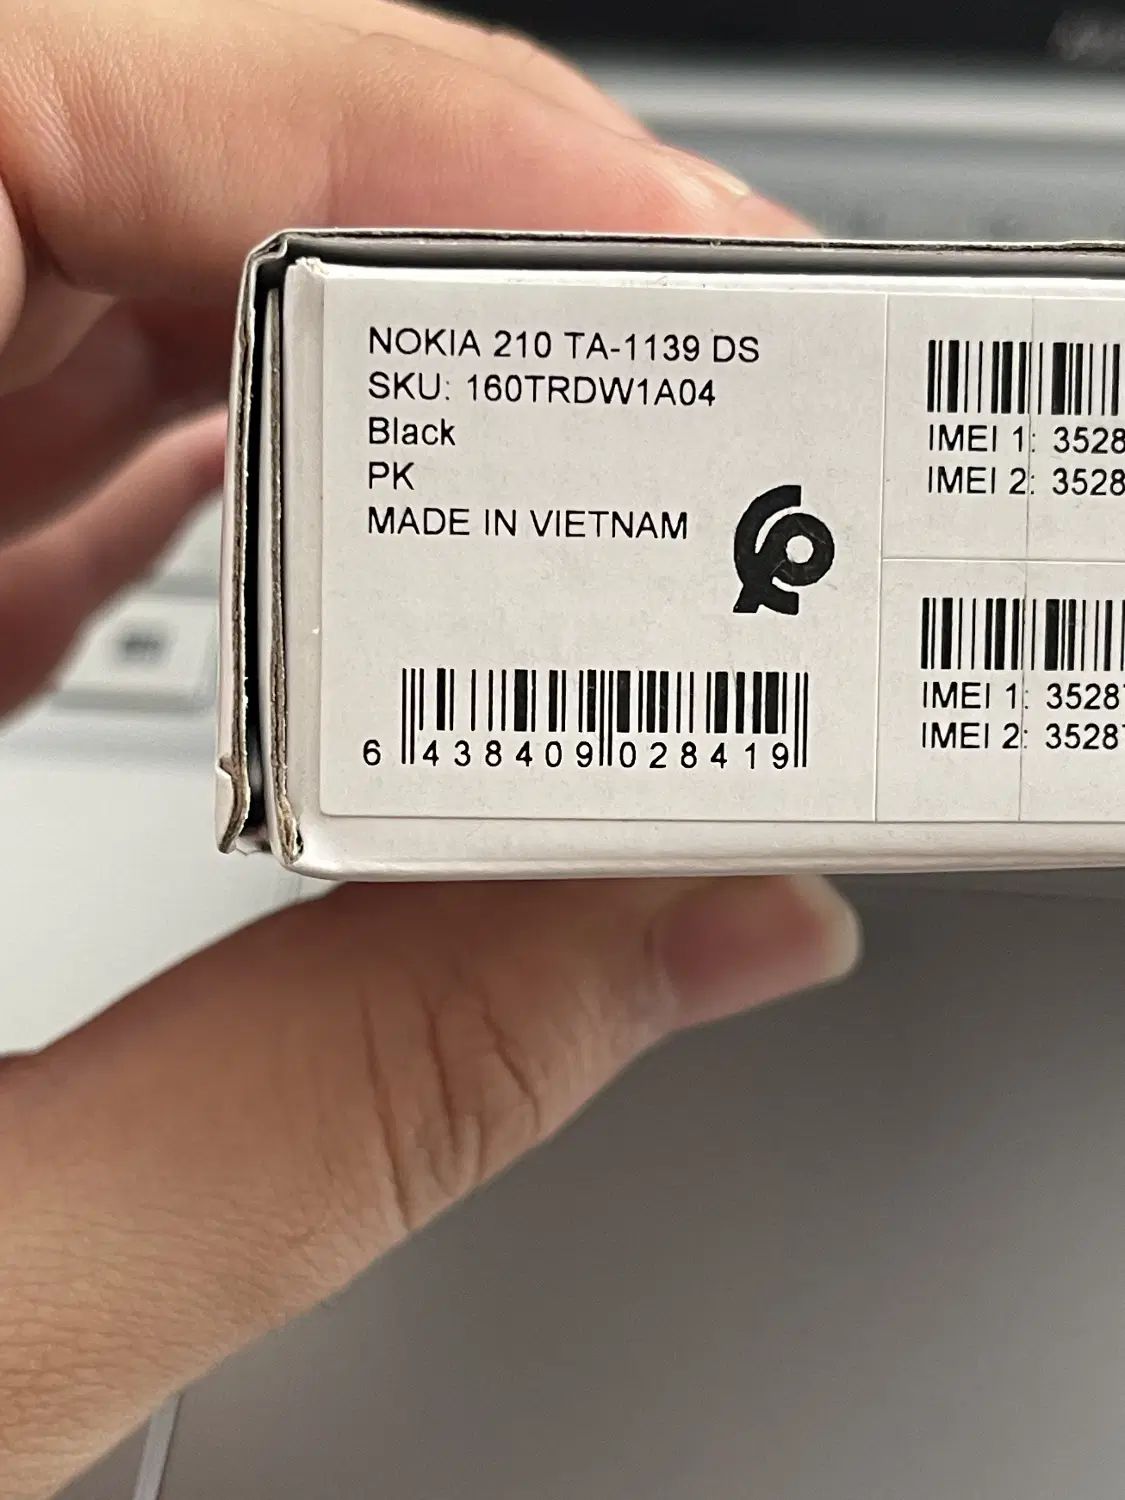 NOKIA 210 TA-1139 DS
SKU: 160TRDW1A04
Black
PK
MADE IN VIETNAM
6 438409 028419
IMEI 1: 3528
IMEI 2: 3528
IMEI 1: 3528
IMEI 2: 3528